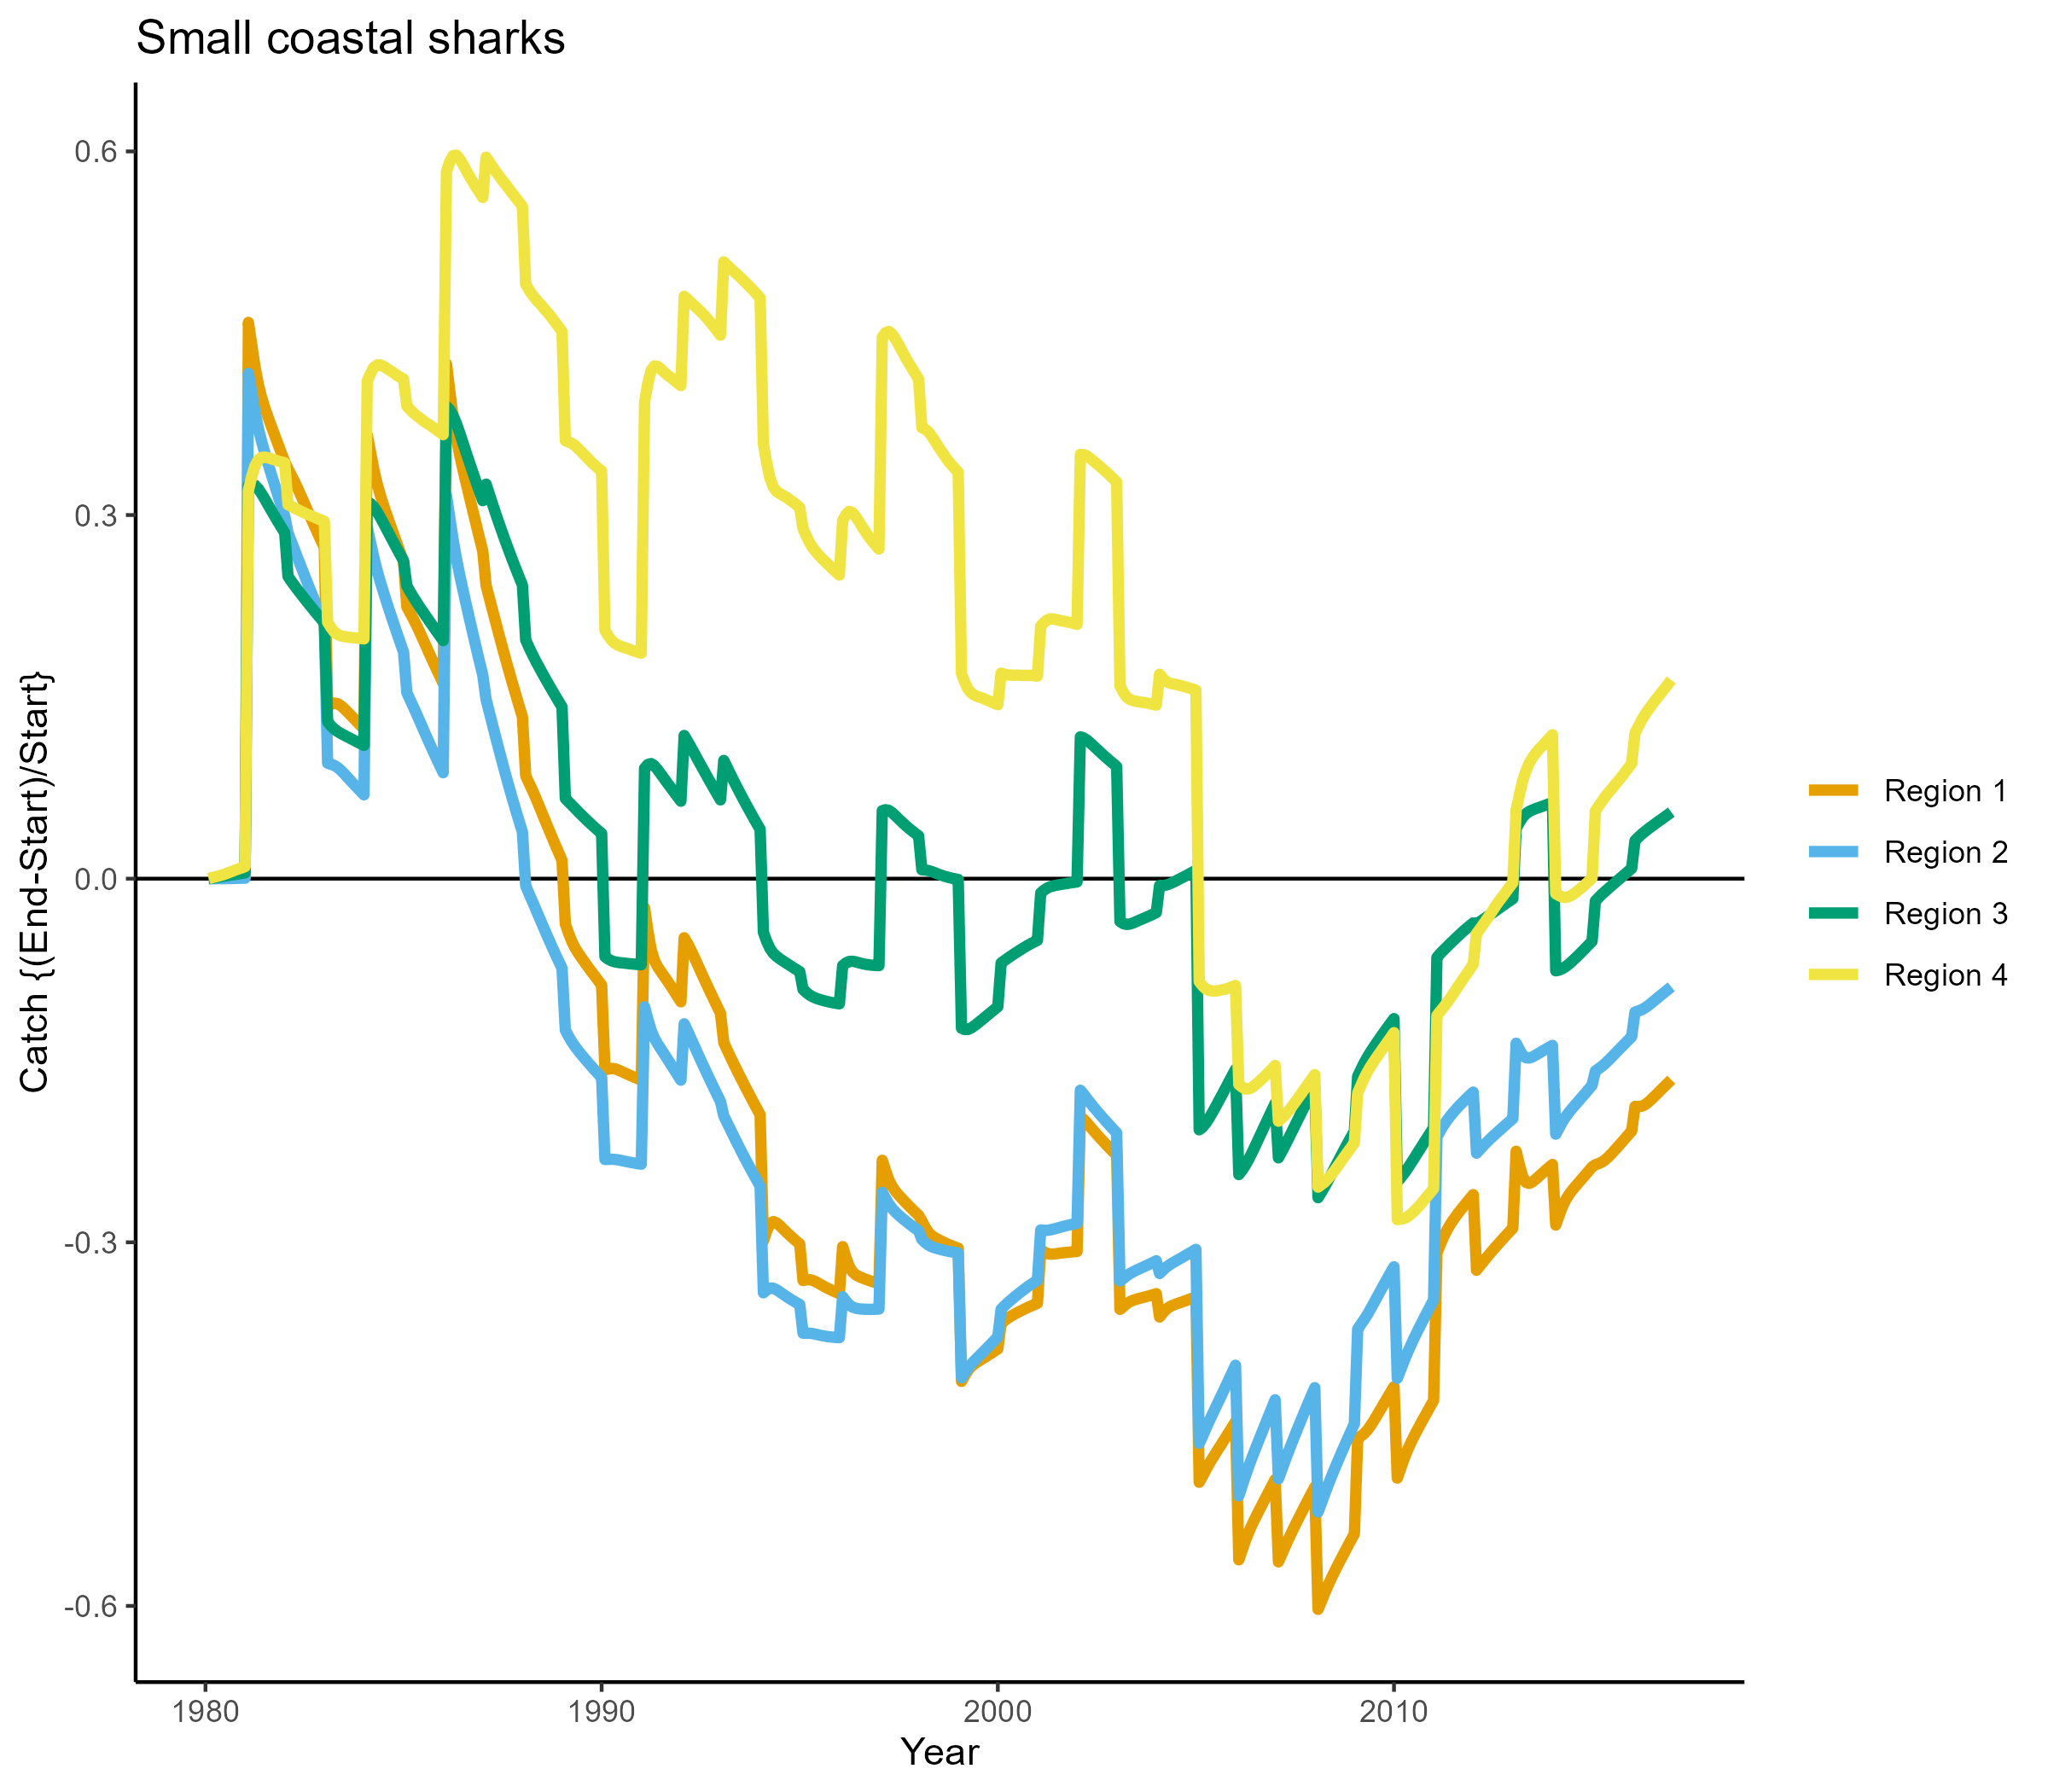 Small coastal sharks
Catch {(End-Start)/Start}
0.6
0.3
0.0
-0.3
-0.6
1980
1990
2000
2010
Year
Region 1
Region 2
Region 3
Region 4